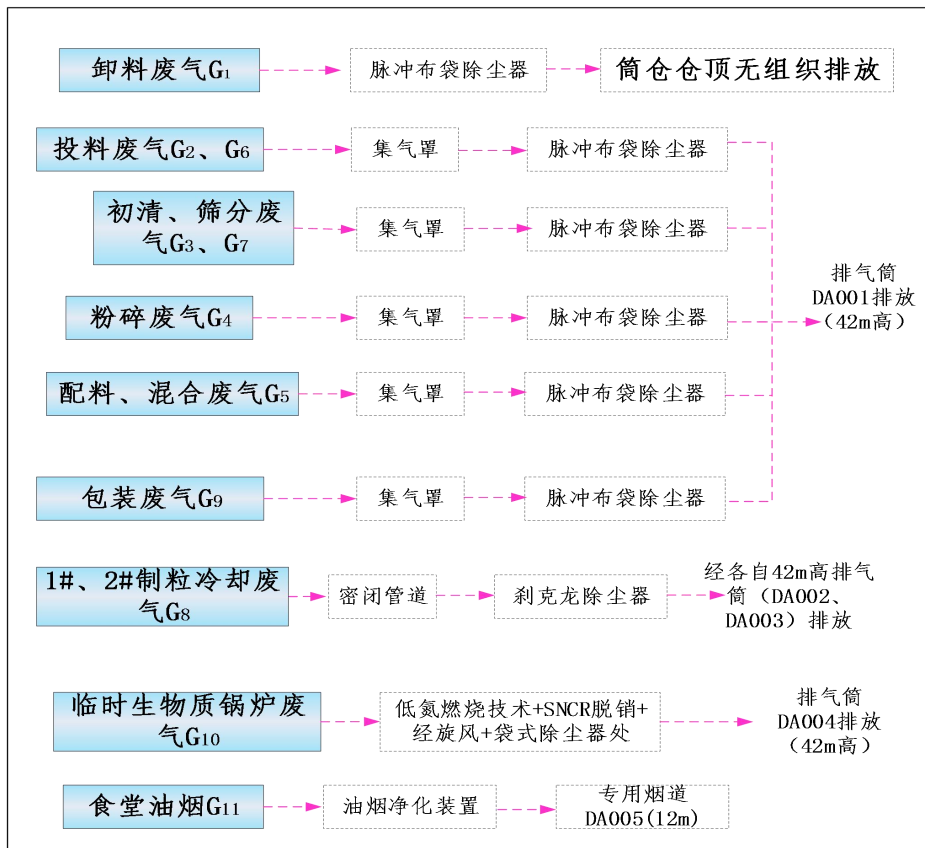 卸料废气G1
脉冲布袋除尘器
筒仓仓顶无组织排放
投料废气G2、G6
集气罩
脉冲布袋除尘器
初清、筛分废
气G3、G7
集气罩
脉冲布袋除尘器
粉碎废气G4
集气罩
脉冲布袋除尘器
配料、混合废气G5
集气罩
脉冲布袋除尘器
包装废气G9
集气罩
脉冲布袋除尘器
排气筒
DA001排放
（42m高）
1#、2#制粒冷却废
气G8
密闭管道
刹克龙除尘器
经各自42m高排气
筒（DA002、
DA003）排放
临时生物质锅炉废
气G10
低氮燃烧技术+SNCR脱销+
经旋风+袋式除尘器处
排气筒
DA004排放
（42m高）
食堂油烟G11
油烟净化装置
专用烟道
DA005(12m)